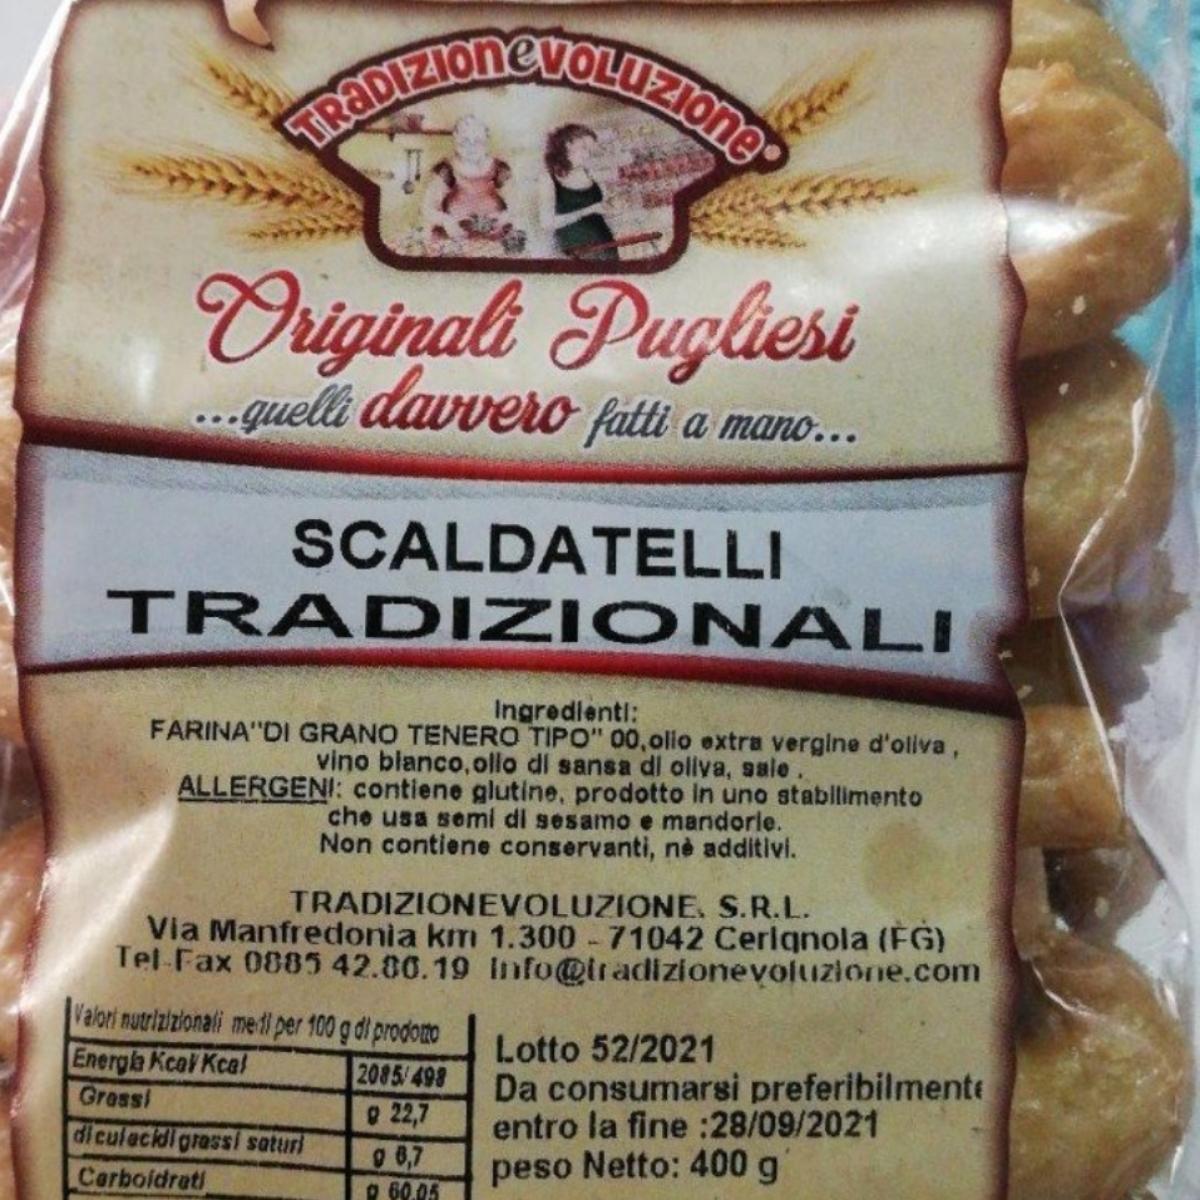 TRADIZIONeVOLUZIONE
Originali Pugliesi
...quelli davvero fatti a mano...
SCALDATELLI
TRADIZIONALI
Ingredienti:
FARINA"DI GRANO TENERO TIPO" 00,olio extra vergine d'oliva,
vino bianco,olio di sansa di oliva, sale.
ALLERGENI: contiene glutine, prodotto in uno stabilimento
che usa semi di sesamo e mandorle.
Non contiene conservanti, nè additivi.
TRADIZIONEVOLUZIONE, S.R.L.
Via Manfredonia km 1.300 - 71042 Cerignola (FG)
Tel-Fax 0885 42.86.19 info@tradizionevoluzione.com
Valori nutrizizionali medi per 100 g di prodotto
Energia Kcal/Kcal 2085/498
Grassi g 22,7
di cui acidi grassi saturi g 6,7
Carboidrati g 60,05
Lotto 52/2021
Da consumarsi preferibilmente
entro la fine :28/09/2021
peso Netto: 400 g